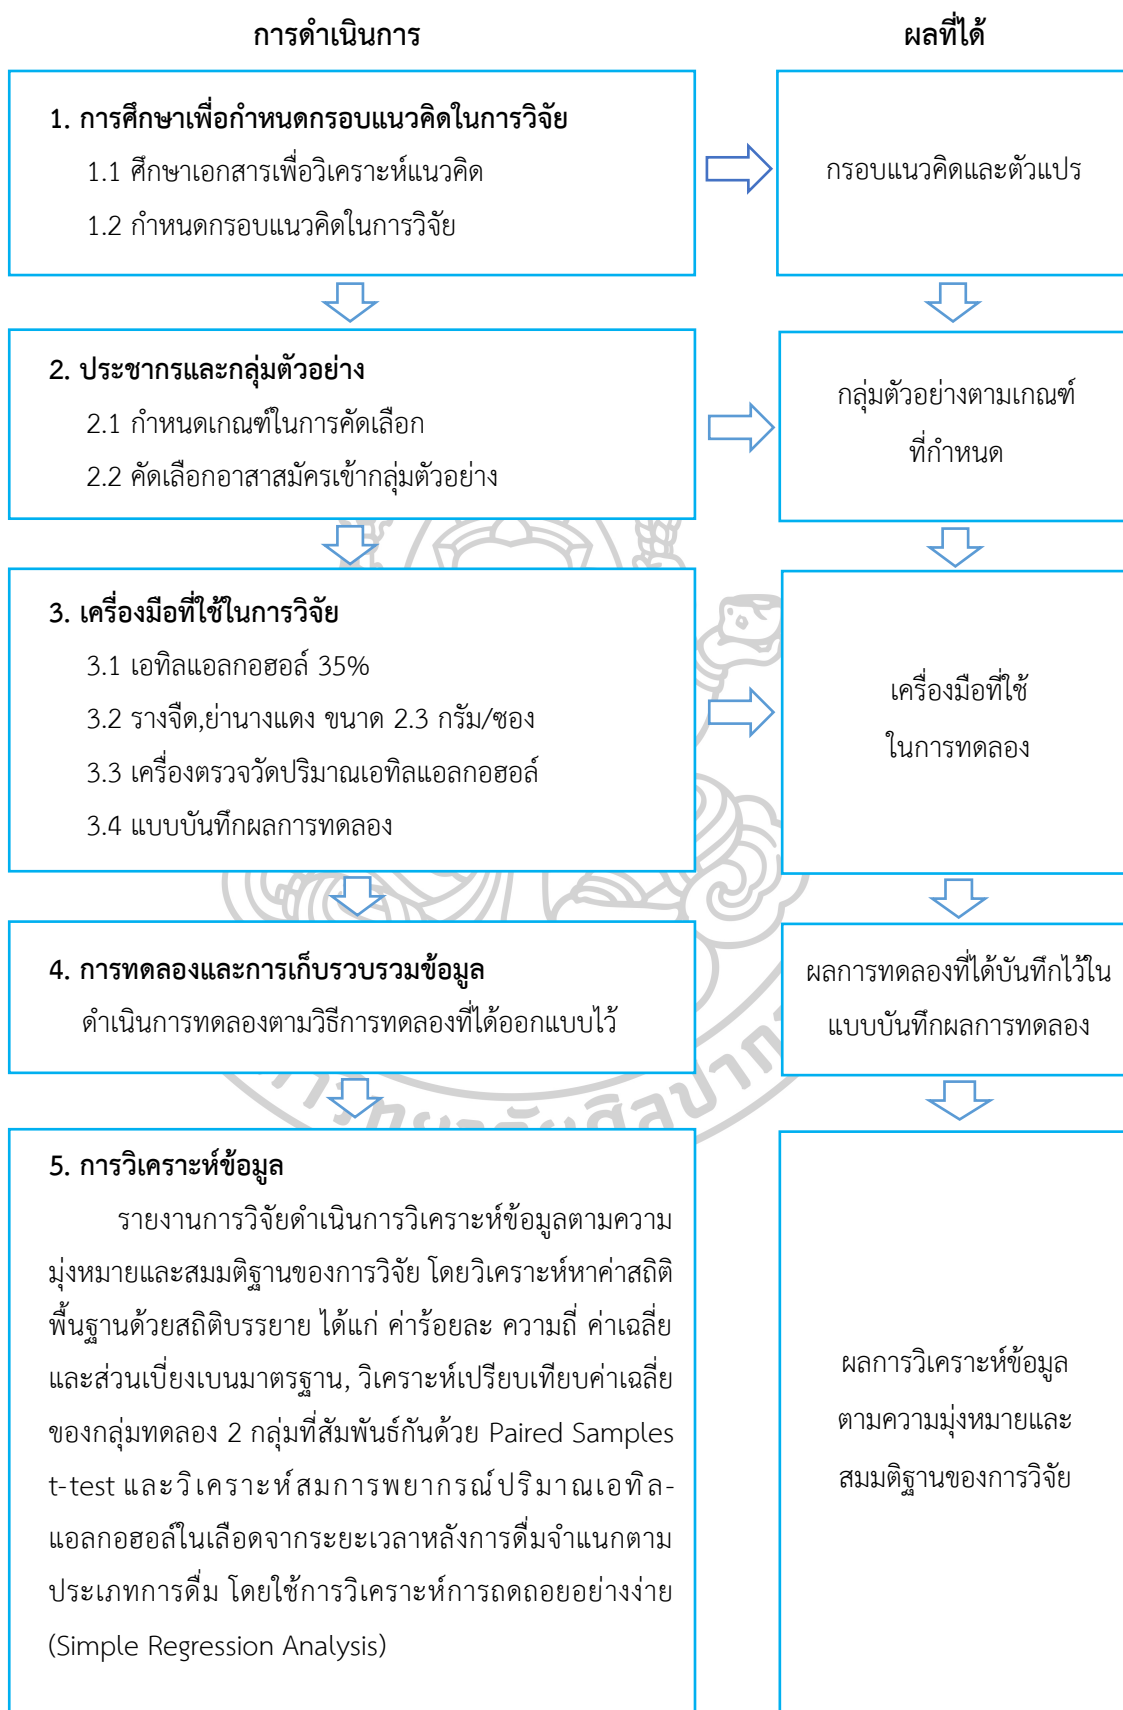 การดำเนินการ
ผลที่ได้
1. การศึกษาเพื่อกำหนดกรอบแนวคิดในการวิจัย
1.1 ศึกษาเอกสารเพื่อวิเคราะห์แนวคิด
1.2 กำหนดกรอบแนวคิดในการวิจัย
กรอบแนวคิดและตัวแปร
2. ประชากรและกลุ่มตัวอย่าง
2.1 กำหนดเกณฑ์ในการคัดเลือก
2.2 คัดเลือกอาสาสมัครเข้ากลุ่มตัวอย่าง
กลุ่มตัวอย่างตามเกณฑ์
ที่กำหนด
3. เครื่องมือที่ใช้ในการวิจัย
3.1 เอทิลแอลกอฮอล์ 35%
3.2 รางจืด,ย่านางแดง ขนาด 2.3 กรัม/ซอง
3.3 เครื่องตรวจวัดปริมาณเอทิลแอลกอฮอล์
3.4 แบบบันทึกผลการทดลอง
เครื่องมือที่ใช้
ในการทดลอง
4. การทดลองและการเก็บรวบรวมข้อมูล
ดำเนินการทดลองตามวิธีการทดลองที่ได้ออกแบบไว้
ผลการทดลองที่ได้บันทึกไว้ใน
แบบบันทึกผลการทดลอง
5. การวิเคราะห์ข้อมูล
รายงานการวิจัยดำเนินการวิเคราะห์ข้อมูลตามความ
มุ่งหมายและสมมติฐานของการวิจัย โดยวิเคราะห์หาค่าสถิติ
พื้นฐานด้วยสถิติบรรยาย ได้แก่ ค่าร้อยละ ความถี่ ค่าเฉลี่ย
และส่วนเบี่ยงเบนมาตรฐาน, วิเคราะห์เปรียบเทียบค่าเฉลี่ย
ของกลุ่มทดลอง 2 กลุ่มที่สัมพันธ์กันด้วย Paired Samples
t-test และวิเคราะห์สมการพยากรณ์ปริมาณเอทิล-
แอลกอฮอล์ในเลือดจากระยะเวลาหลังการดื่มจำแนกตาม
ประเภทการดื่ม โดยใช้การวิเคราะห์การถดถอยอย่างง่าย
(Simple Regression Analysis)
ผลการวิเคราะห์ข้อมูล
ตามความมุ่งหมายและ
สมมติฐานของการวิจัย